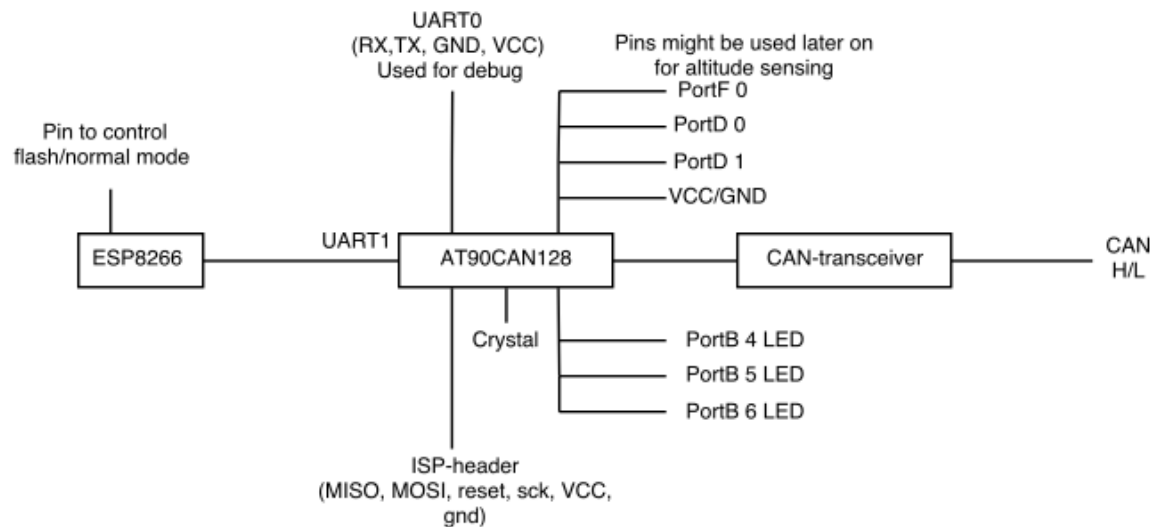 UART0
(RX,TX, GND, VCC)
Used for debug
Pins might be used later on
for altitude sensing
PortF 0
PortD 0
PortD 1
VCC/GND
Pin to control
flash/normal mode
ESP8266
UART1
AT90CAN128
CAN-transceiver
CAN
H/L
Crystal
PortB 4 LED
PortB 5 LED
PortB 6 LED
ISP-header
(MISO, MOSI, reset, sck, VCC,
gnd)